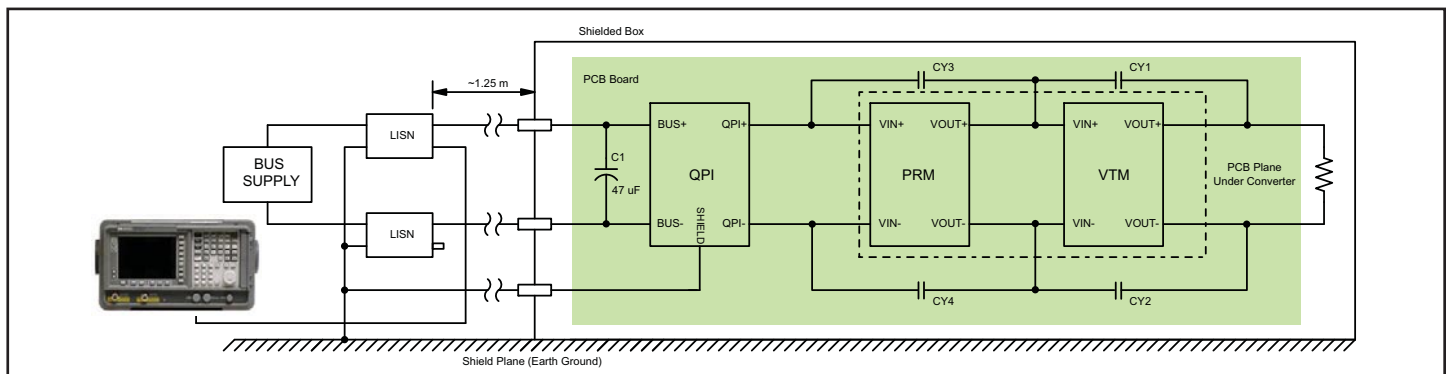 Shielded Box
~1.25 m
PCB Board
CY3
CY1
LISN
BUS+
QPI+
VIN+
VOUT+
VIN+
VOUT+
BUS
SUPPLY
C1
47 uF
QPI
PRM
VTM
PCB Plane
Under Converter
LISN
BUS-
SHIELD
QPI-
VIN-
VOUT-
VIN-
VOUT-
CY4
CY2
Shield Plane (Earth Ground)